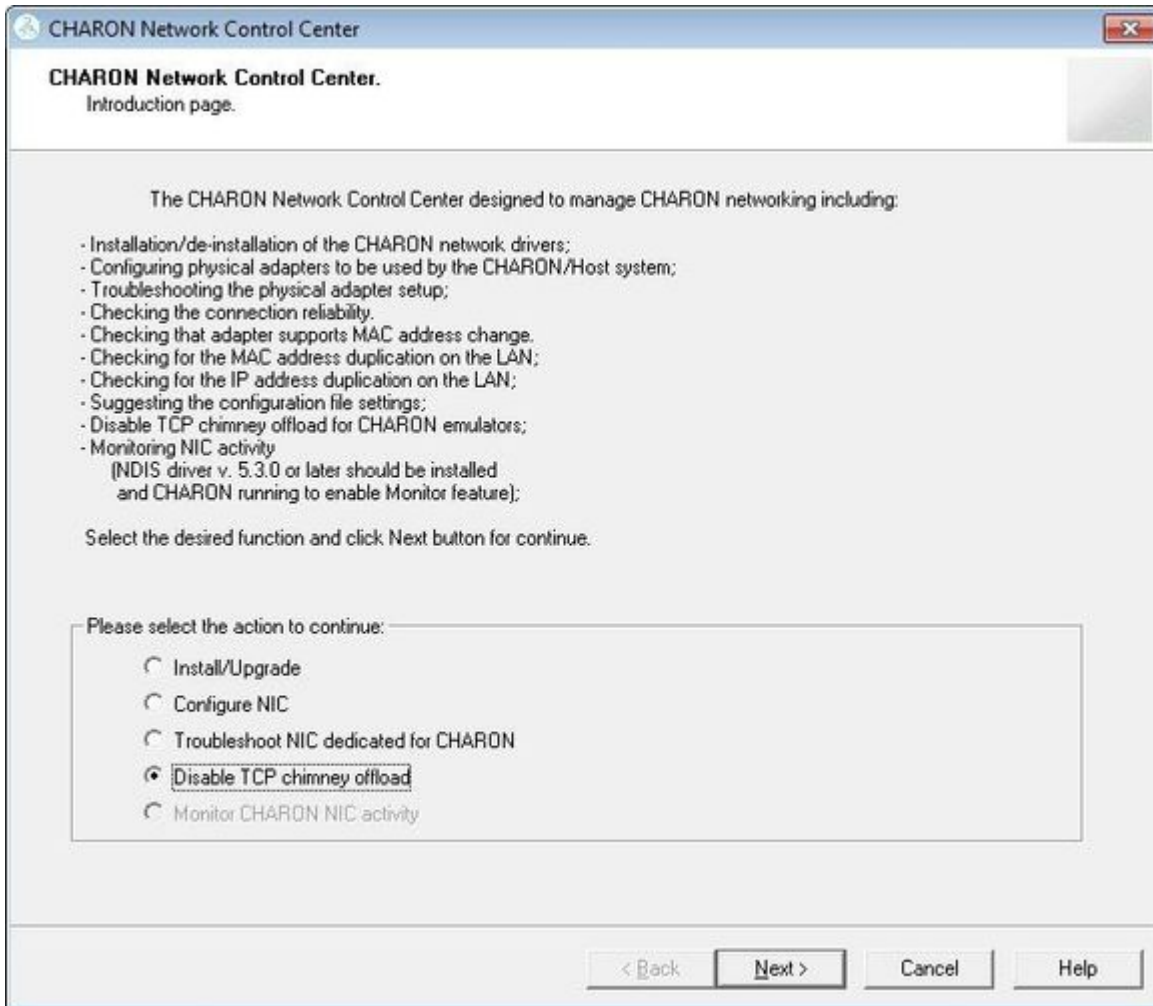 CHARON Network Control Center
CHARON Network Control Center.
Introduction page.
The CHARON Network Control Center designed to manage CHARON networking including:
- Installation/de-installation of the CHARON network drivers;
- Configuring physical adapters to be used by the CHARON/Host system;
- Troubleshooting the physical adapter setup;
- Checking the connection reliability.
- Checking that adapter supports MAC address change.
- Checking for the MAC address duplication on the LAN;
- Checking for the IP address duplication on the LAN;
- Suggesting the configuration file settings;
- Disable TCP chimney offload for CHARON emulators;
- Monitoring NIC activity
(NDIS driver v. 5.3.0 or later should be installed
and CHARON running to enable Monitor feature);
Select the desired function and click Next button for continue.
Please select the action to continue:
Install/Upgrade
Configure NIC
Troubleshoot NIC dedicated for CHARON
Disable TCP chimney offload
Monitor CHARON NIC activity
< Back Next > Cancel Help